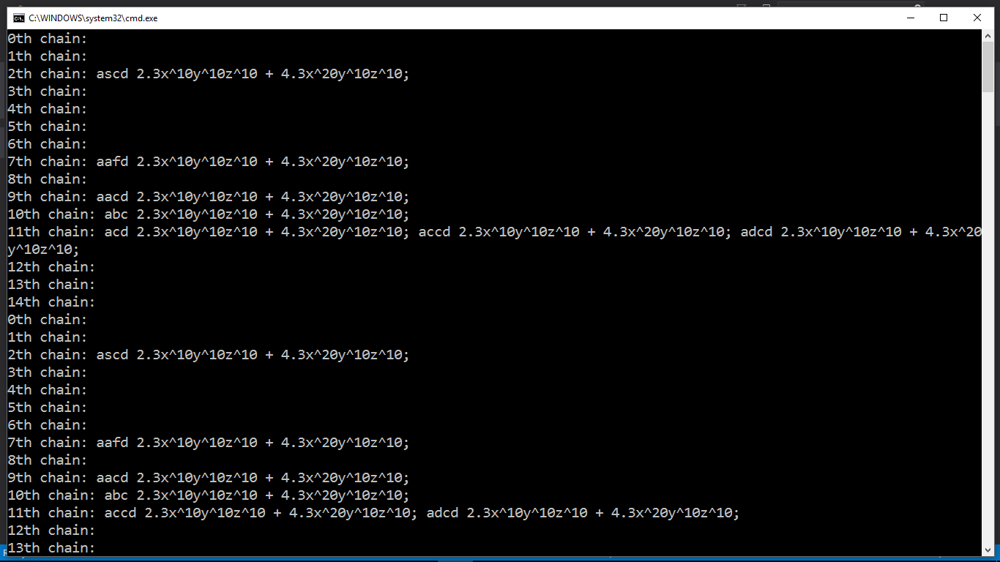 C:\WINDOWS\system32\cmd.exe
0th chain:
1th chain:
2th chain: ascd 2.3x^10y^10z^10 + 4.3x^20y^10z^10;
3th chain:
4th chain:
5th chain:
6th chain:
7th chain: aafd 2.3x^10y^10z^10 + 4.3x^20y^10z^10;
8th chain:
9th chain: aacd 2.3x^10y^10z^10 + 4.3x^20y^10z^10;
10th chain: abc 2.3x^10y^10z^10 + 4.3x^20y^10z^10;
11th chain: acd 2.3x^10y^10z^10 + 4.3x^20y^10z^10; accd 2.3x^10y^10z^10 + 4.3x^20y^10z^10; adcd 2.3x^10y^10z^10 + 4.3x^20
y^10z^10;
12th chain:
13th chain:
14th chain:
0th chain:
1th chain:
2th chain: ascd 2.3x^10y^10z^10 + 4.3x^20y^10z^10;
3th chain:
4th chain:
5th chain:
6th chain:
7th chain: aafd 2.3x^10y^10z^10 + 4.3x^20y^10z^10;
8th chain:
9th chain: aacd 2.3x^10y^10z^10 + 4.3x^20y^10z^10;
10th chain: abc 2.3x^10y^10z^10 + 4.3x^20y^10z^10;
11th chain: accd 2.3x^10y^10z^10 + 4.3x^20y^10z^10; adcd 2.3x^10y^10z^10 + 4.3x^20y^10z^10;
12th chain:
13th chain: